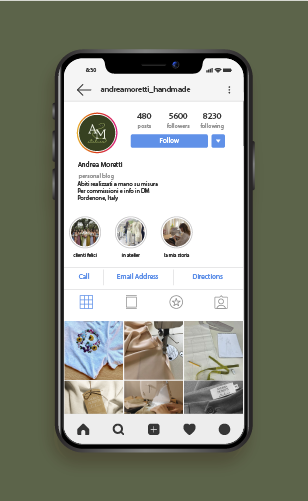 8:50
andreamoretti_handmade
AM
480 5600 8230
posts followers following
Follow
Andrea Moretti
personal blog
Abiti realizzati a mano su misura
Per commissioni e info in DM
Pordenone, Italy
clienti felici in atelier la mia storia
Call Email Address Directions